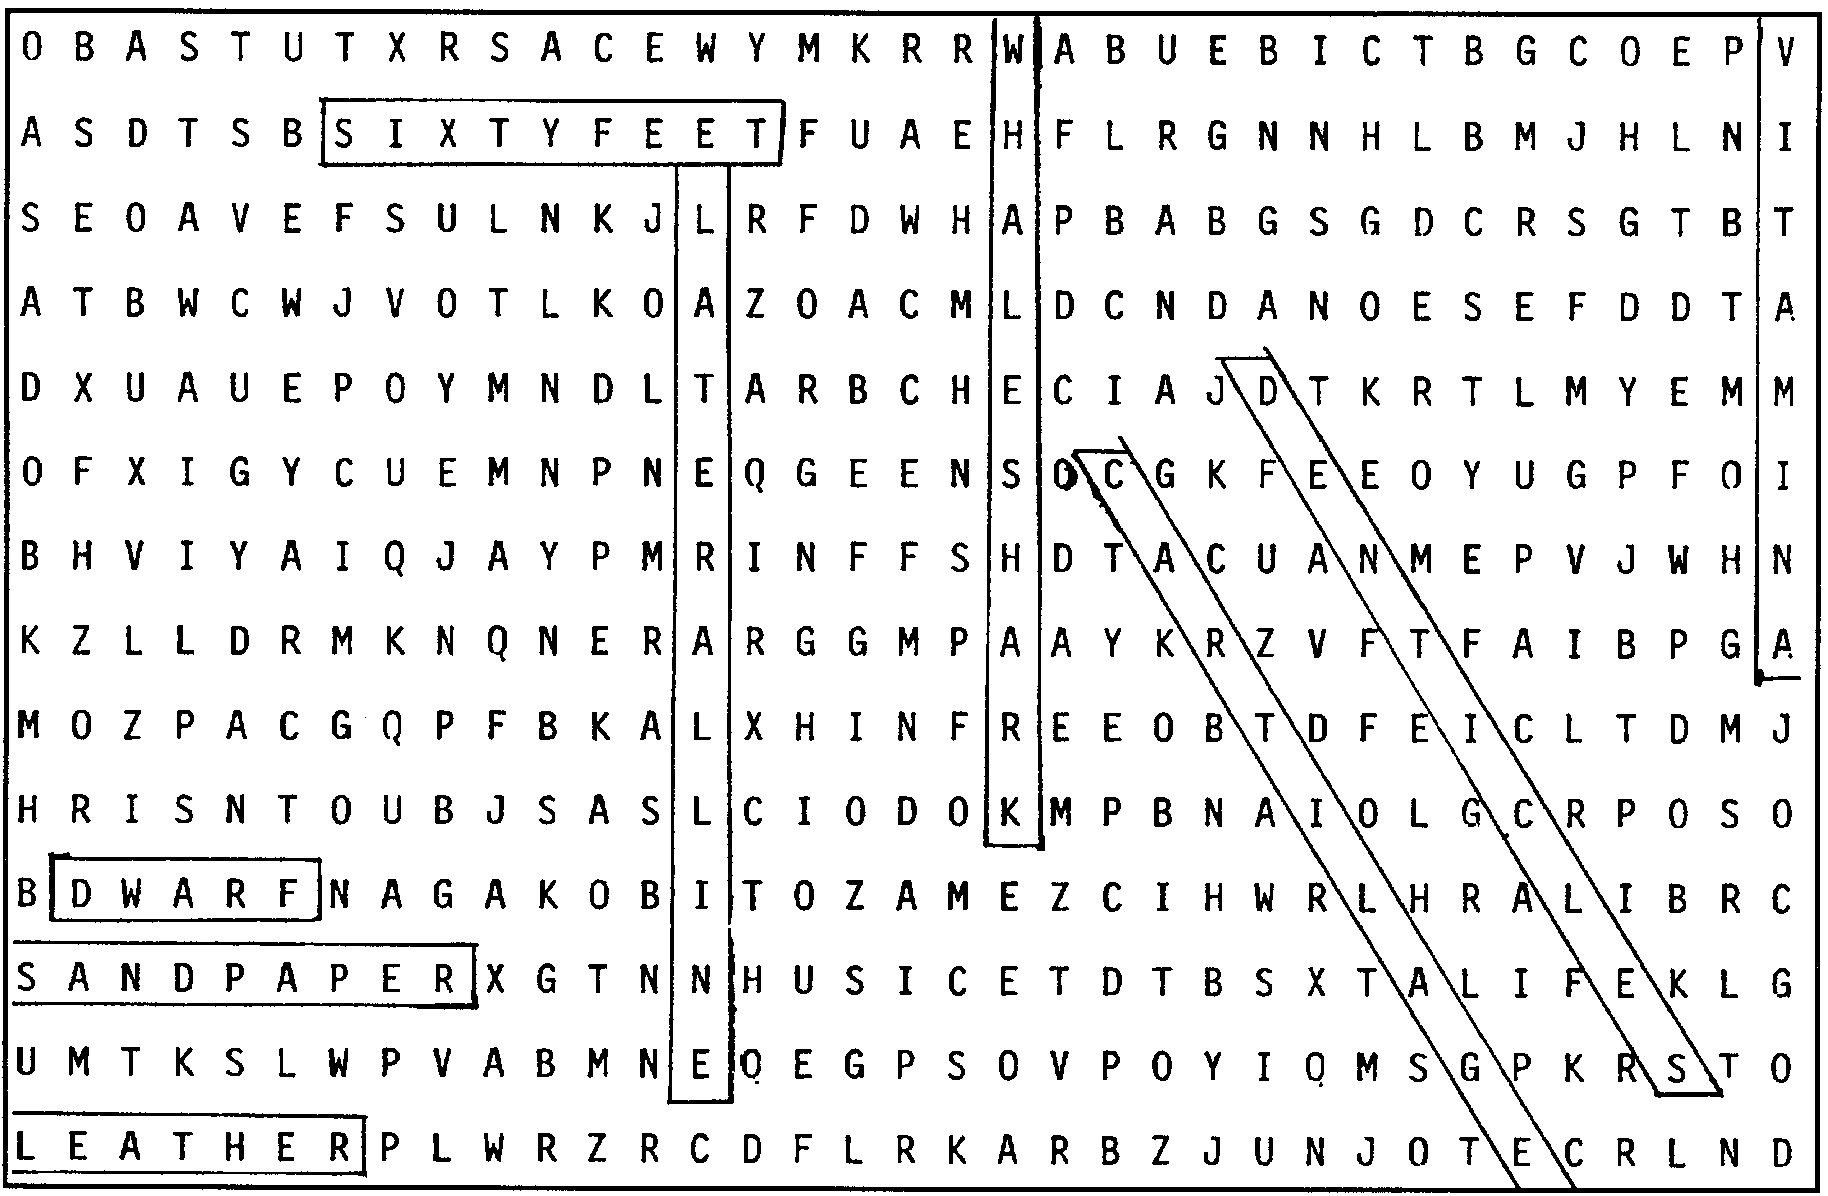 O B A S T U T X R S A C E W Y M K R R W A B U E B I C T B G C O E P V
A S D T S B S I X T Y F E E T F U A E H F L R G N N H L B M J H L N I
S E O A V E F S U L N K J L R F D W H A P B A B G S G D C R S G T B T
A T B W C W J V O T L K O A Z O A C M L D C N D A N O E S E F D D T A
D X U A U E P O Y M N D L T A R B C H E C I A J D T K R T L M Y E M M
O F X I G Y C U E M N P N E Q G E E N S O C G K F E E O Y U G P F O I
B H V I Y A I Q J A Y P M R I N F F S H D T A C U A N M E P V J W H N
K Z L L D R M K N Q N E R A R G G M P A A Y K R Z V F T F A I B P G A
M O Z P A C G Q P F B K A L X H I N F R E E O B T D F E I C L T D M J
H R I S N T O U B J S A S L C I O D O K M P B N A I O L G C R P O S O
B D W A R F N A G A K O B I T O Z A M E Z C I H W R L H R A L I B R C
S A N D P A P E R X G T N N H U S I C E T D T B S X T A L I F E K L G
U M T K S L W P V A B M N E Q E G P S O V P O Y I Q M S G P K R S T O
L E A T H E R P L W R Z R C D F L R K A R B Z J U N J O T E C R L N D